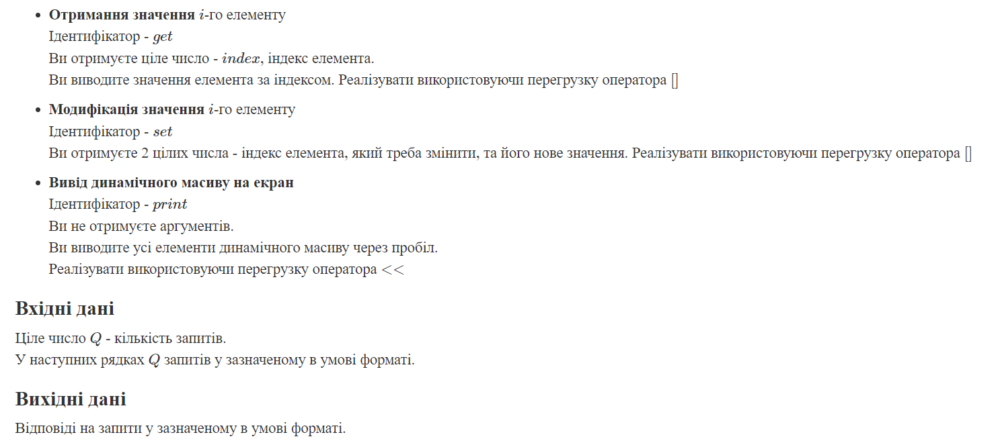 • Отримання значення i-го елементу
Ідентифікатор - get
Ви отримуєте ціле число - index, індекс елемента.
Ви виводите значення елемента за індексом. Реалізувати використовуючи перегрузку оператора []
• Модифікація значення i-го елементу
Ідентифікатор - set
Ви отримуєте 2 цілих числа - індекс елемента, який треба змінити, та його нове значення. Реалізувати використовуючи перегрузку оператора []
• Вивід динамічного масиву на екран
Ідентифікатор - print
Ви не отримуєте аргументів.
Ви виводите усі елементи динамічного масиву через пробіл.
Реалізувати використовуючи перегрузку оператора <<
Вхідні дані
Ціле число Q - кількість запитів.
У наступних рядках Q запитів у зазначеному в умові форматі.
Вихідні дані
Відповіді на запити у зазначеному в умові форматі.